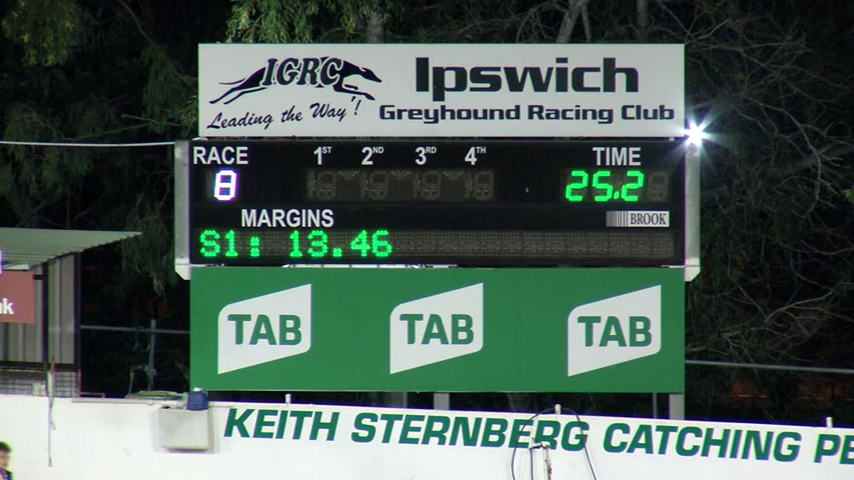 IGRC
Leading the Way!
Ipswich
Greyhound Racing Club
RACE 1ST 2ND 3RD 4TH TIME
8 25.2
MARGINS BROOK
S1: 13.46
TAB TAB TAB
KEITH STERNBERG CATCHING PE